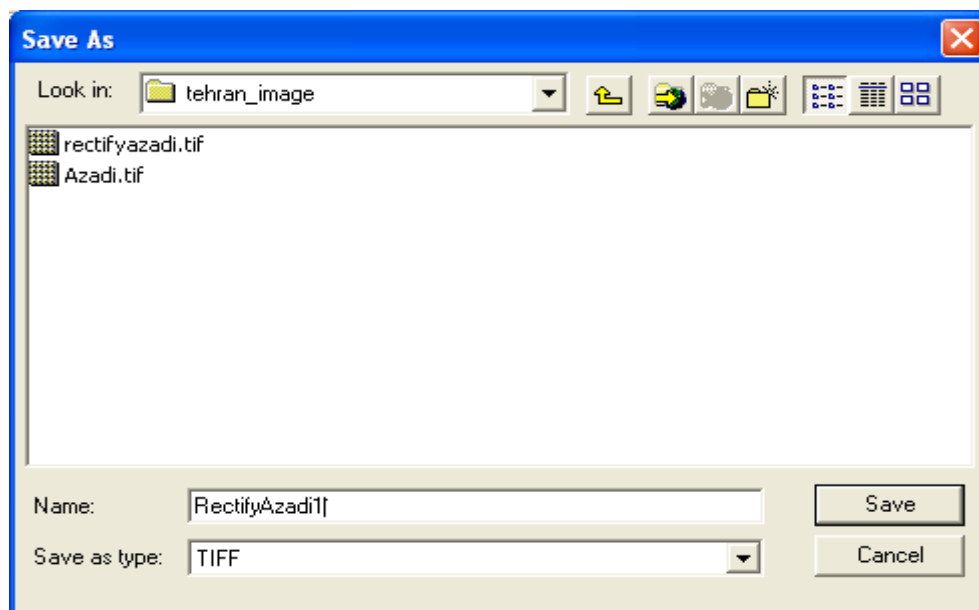 Save As
Look in: tehran_image
rectifyazadi.tif
Azadi.tif
Name: RectifyAzadi1 Save
Save as type: TIFF Cancel